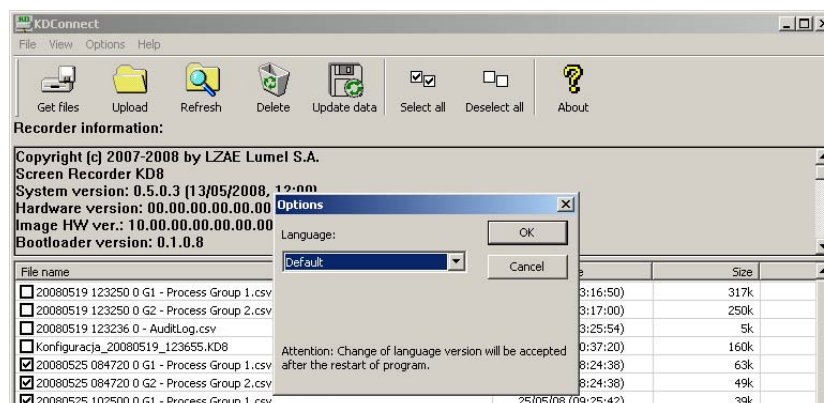 KDConnect
File View Options Help
Get files Upload Refresh Delete Update data Select all Deselect all About
Recorder information:
Copyright (c) 2007-2008 by LZAE Lumel S.A.
Screen Recorder KD8
System version: 0.5.0.3 (13/05/2008, 12:00)
Hardware version: 00.00.00.00.00.00
Image HW ver.: 10.00.00.00.00.00
Bootloader version: 0.1.0.8
Options
Language:
Default
OK
Cancel
Attention: Change of language version will be accepted
after the restart of program.
File name Size
20080519 123250 0 G1 - Process Group 1.csv 3:16:50) 317k
20080519 123250 0 G2 - Process Group 2.csv 3:17:00) 250k
20080519 123236 0 - AuditLog.csv 3:25:54) 5k
Konfiguracja_20080519_123655.KD8 0:37:20) 160k
20080525 084720 0 G1 - Process Group 1.csv 8:24:38) 63k
20080525 084720 0 G2 - Process Group 2.csv 8:24:38) 49k
20080525 102500 0 G1 - Process Group 1.csv 25/05/08 (09:25:42) 39k